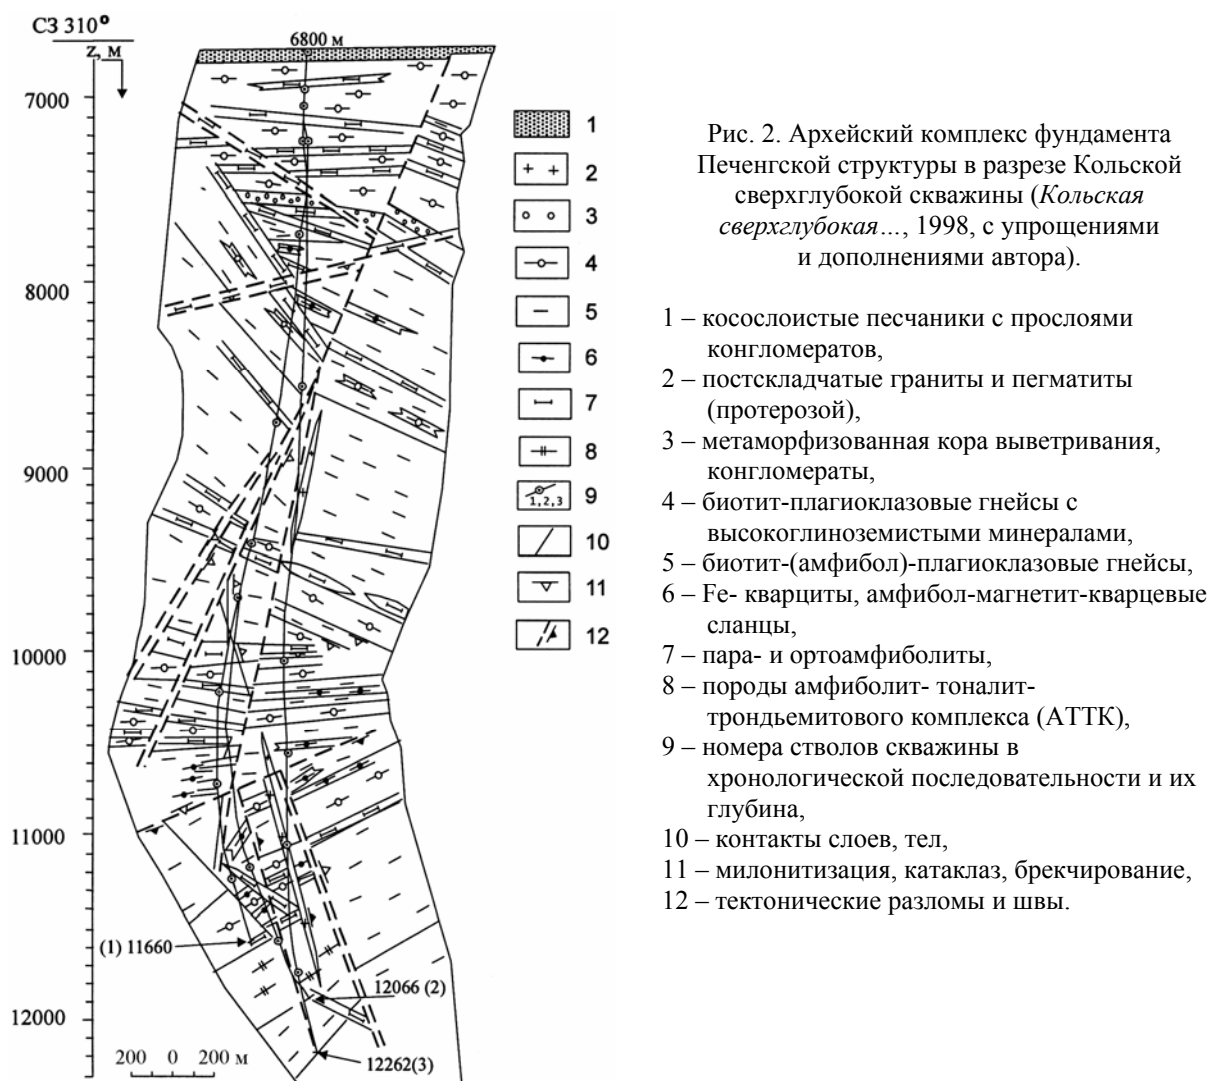 СЗ 310°
z, м
6800 м
7000
8000
9000
10000
11000
12000
(1) 11660
12066 (2)
12262(3)
200 0 200 м
1
2
3
4
5
6
7
8
1,2,3
9
10
11
12
Рис. 2. Архейский комплекс фундамента
Печенгской структуры в разрезе Кольской
сверхглубокой скважины (Кольская
сверхглубокая…, 1998, с упрощениями
и дополнениями автора).
1 – косослоистые песчаники с прослоями
конгломератов,
2 – постскладчатые граниты и пегматиты
(протерозой),
3 – метаморфизованная кора выветривания,
конгломераты,
4 – биотит-плагиоклазовые гнейсы с
высокоглиноземистыми минералами,
5 – биотит-(амфибол)-плагиоклазовые гнейсы,
6 – Fe- кварциты, амфибол-магнетит-кварцевые
сланцы,
7 – пара- и ортоамфиболиты,
8 – породы амфиболит- тоналит-
трондьемитового комплекса (АТТК),
9 – номера стволов скважины в
хронологической последовательности и их
глубина,
10 – контакты слоев, тел,
11 – милонитизация, катаклаз, брекчирование,
12 – тектонические разломы и швы.